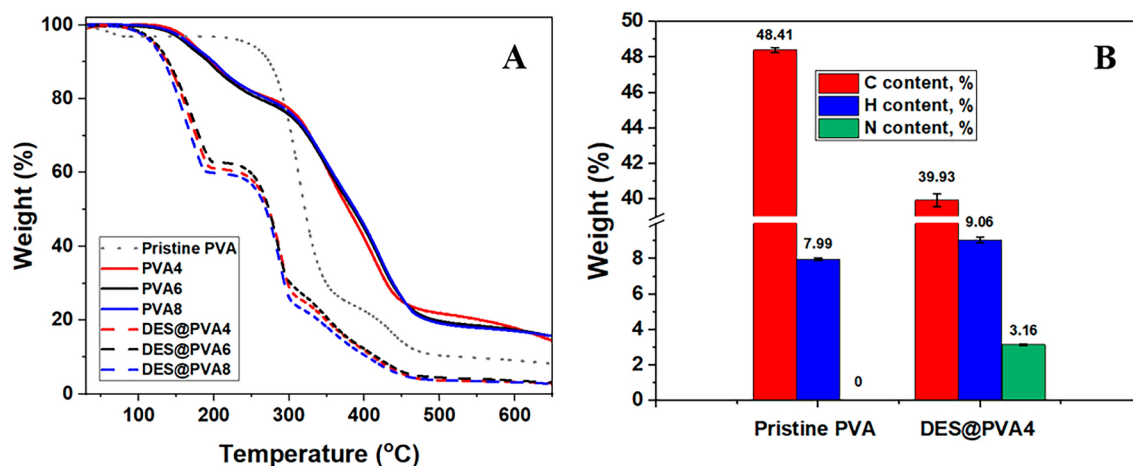 A
Weight (%)
100
80
60
40
20
0
Pristine PVA
PVA4
PVA6
PVA8
DES@PVA4
DES@PVA6
DES@PVA8
100
200
300
400
500
600
Temperature (oC)
B
Weight (%)
50
48
46
44
42
40
8
6
4
2
0
C content, %
H content, %
N content, %
48.41
7.99
0
39.93
9.06
3.16
Pristine PVA
DES@PVA4